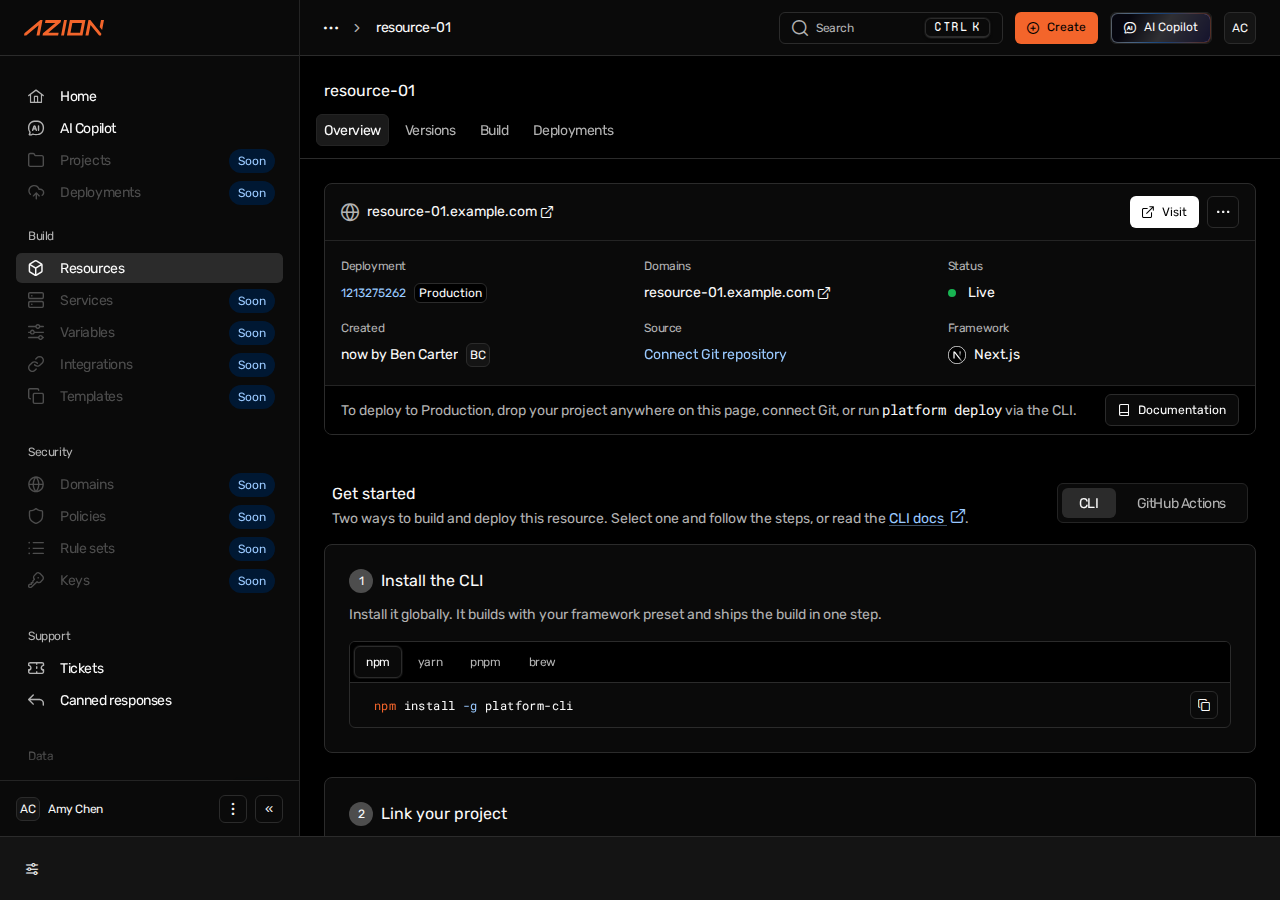 AZION
resource-01
Search
CTRL K
Create
AI Copilot
AC
Home
AI Copilot
Projects Soon
Deployments Soon
Build
Resources
Services Soon
Variables Soon
Integrations Soon
Templates Soon
Security
Domains Soon
Policies Soon
Rule sets Soon
Keys Soon
Support
Tickets
Canned responses
Data
AC Amy Chen
resource-01
Overview Versions Build Deployments
resource-01.example.com
Visit
Deployment Domains Status
1213275262 Production resource-01.example.com Live
Created Source Framework
now by Ben Carter BC Connect Git repository Next.js
To deploy to Production, drop your project anywhere on this page, connect Git, or run platform deploy via the CLI.
Documentation
Get started
Two ways to build and deploy this resource. Select one and follow the steps, or read the CLI docs .
CLI GitHub Actions
1 Install the CLI
Install it globally. It builds with your framework preset and ships the build in one step.
npm yarn pnpm brew
npm install -g platform-cli
2 Link your project